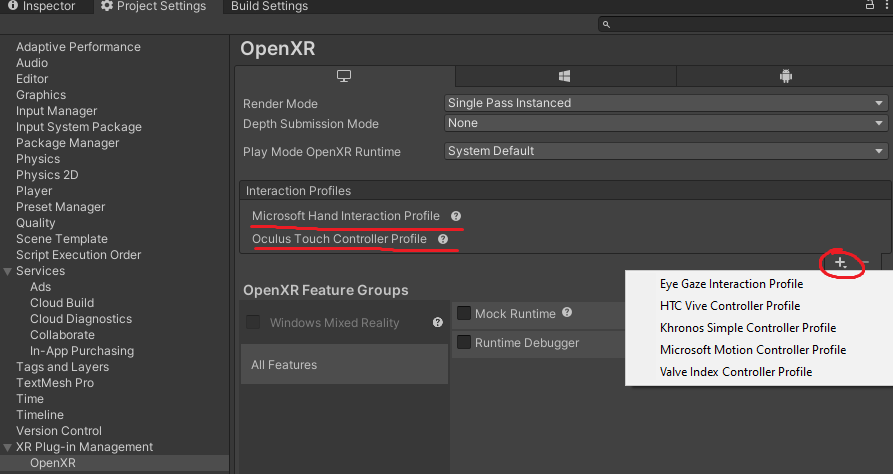 Inspector Project Settings Build Settings
Adaptive Performance
Audio
Editor
Graphics
Input Manager
Input System Package
Package Manager
Physics
Physics 2D
Player
Preset Manager
Quality
Scene Template
Script Execution Order
Services
Ads
Cloud Build
Cloud Diagnostics
Collaborate
In-App Purchasing
Tags and Layers
TextMesh Pro
Time
Timeline
Version Control
XR Plug-in Management
OpenXR
OpenXR
Render Mode Single Pass Instanced
Depth Submission Mode None
Play Mode OpenXR Runtime System Default
Interaction Profiles
Microsoft Hand Interaction Profile
Oculus Touch Controller Profile
Eye Gaze Interaction Profile
HTC Vive Controller Profile
Khronos Simple Controller Profile
Microsoft Motion Controller Profile
Valve Index Controller Profile
OpenXR Feature Groups
Windows Mixed Reality
All Features
Mock Runtime
Runtime Debugger